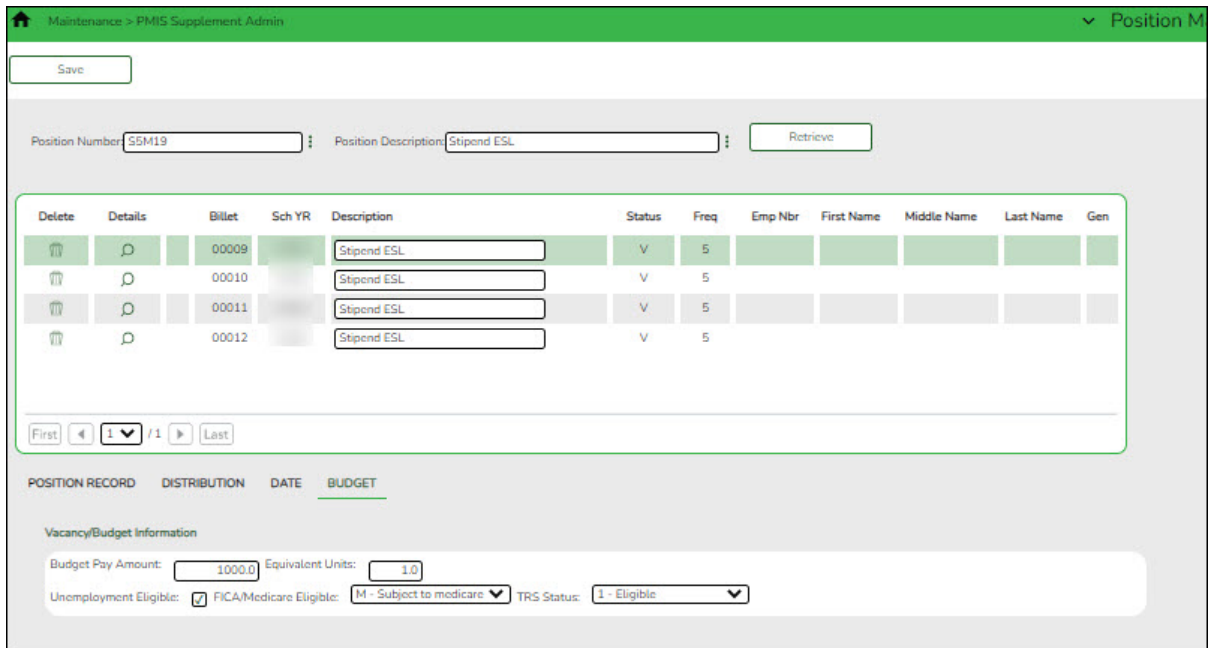 Maintenance > PMIS Supplement Admin Position M
Save
Position Number: S5M19 Position Description: Stipend ESL Retrieve
Delete Details Billet Sch YR Description Status Freq Emp Nbr First Name Middle Name Last Name Gen
00009 Stipend ESL V 5
00010 Stipend ESL V 5
00011 Stipend ESL V 5
00012 Stipend ESL V 5
First 1 / 1 Last
POSITION RECORD DISTRIBUTION DATE BUDGET
Vacancy/Budget Information
Budget Pay Amount: 1000.0 Equivalent Units: 1.0
Unemployment Eligible: FICA/Medicare Eligible: M - Subject to medicare TRS Status: 1 - Eligible